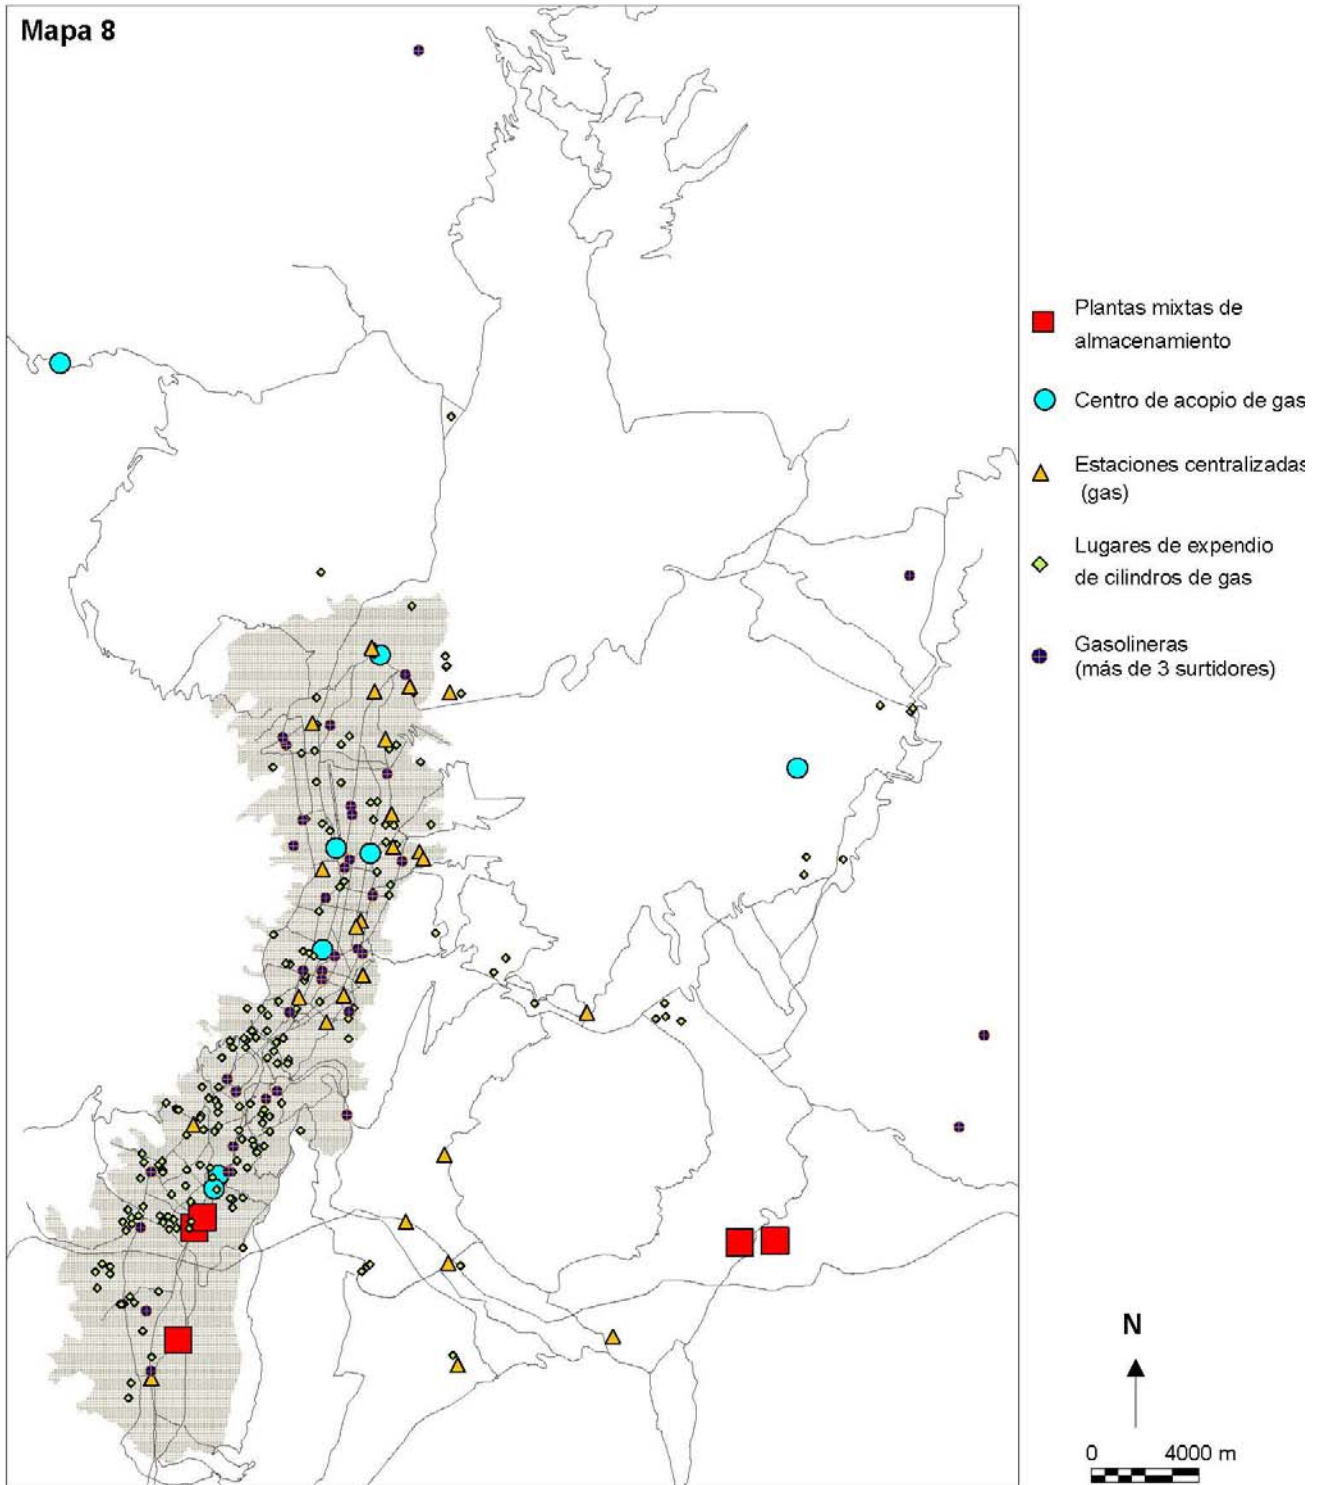 Mapa 8
Plantas mixtas de
almacenamiento
Centro de acopio de gas
Estaciones centralizadas
(gas)
Lugares de expendio
de cilindros de gas
Gasolineras
(más de 3 surtidores)
N
0 4000 m